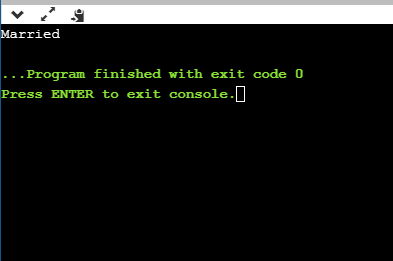 Married
...Program finished with exit code 0
Press ENTER to exit console.